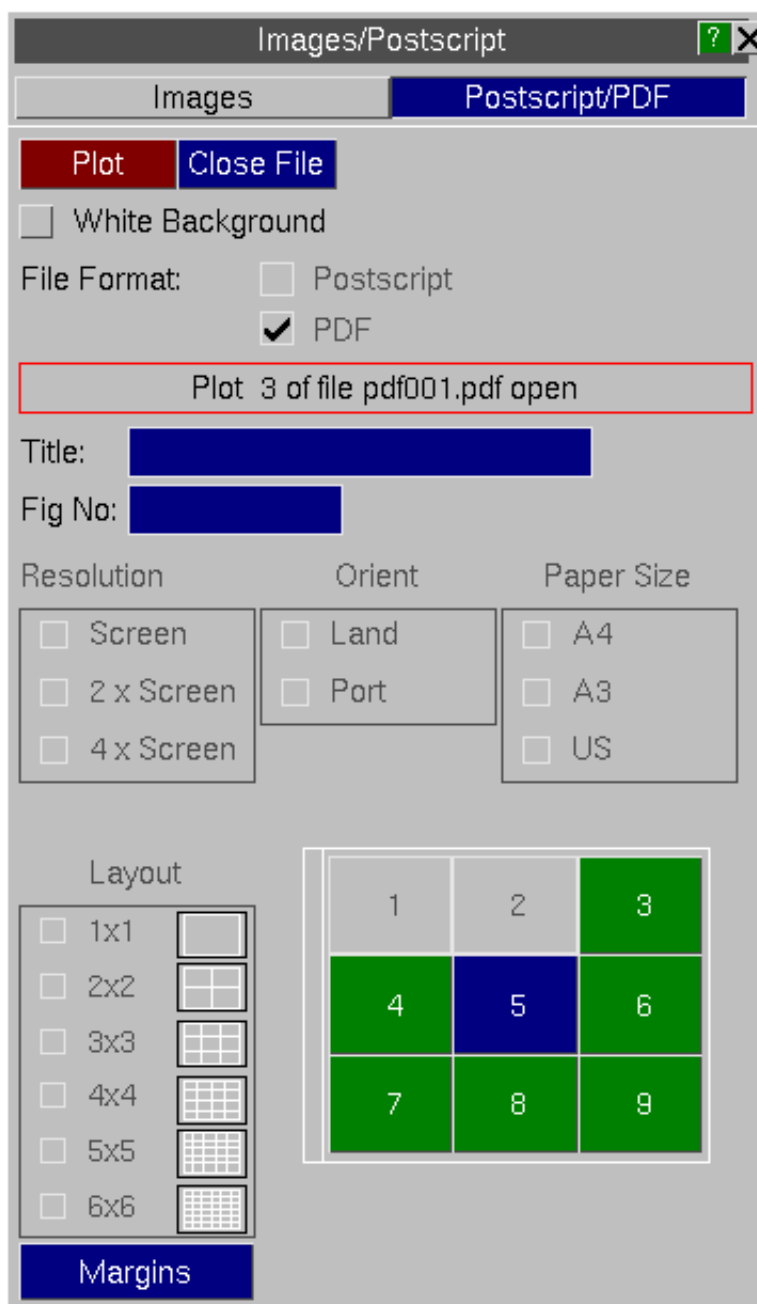 Images/Postscript ?
Images Postscript/PDF
Plot Close File
White Background
File Format: Postscript
PDF
Plot 3 of file pdf001.pdf open
Title:
Fig No:
Resolution Orient Paper Size
Screen Land A4
2 x Screen Port A3
4 x Screen US
Layout
1 2 3
1x1
2x2
4 5 6
3x3
4x4
7 8 9
5x5
6x6
Margins